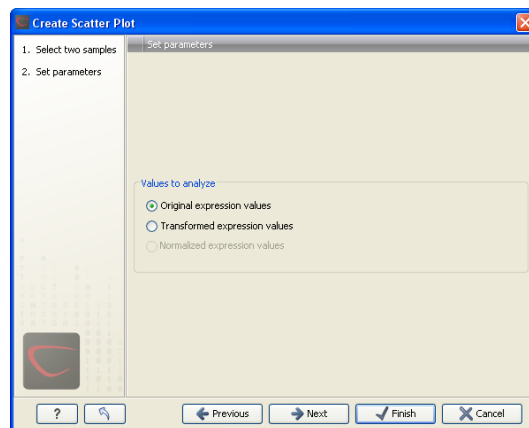 Create Scatter Plot
1. Select two samples
2. Set parameters
Set parameters
Values to analyze
Original expression values
Transformed expression values
Normalized expression values
?
Previous
Next
Finish
Cancel